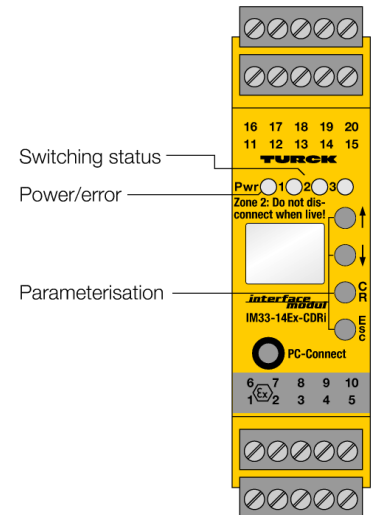 16 17 18 19 20
11 12 13 14 15
TURCK
Switching status
Power/error
Pwr 1 2 3
Zone 2: Do not dis-
connect when live!
↑
↓
Parameterisation
CR
interface
modul
IM33-14Ex-CDRi
Esc
PC-Connect
6 7 8 9 10
Ex
1 2 3 4 5